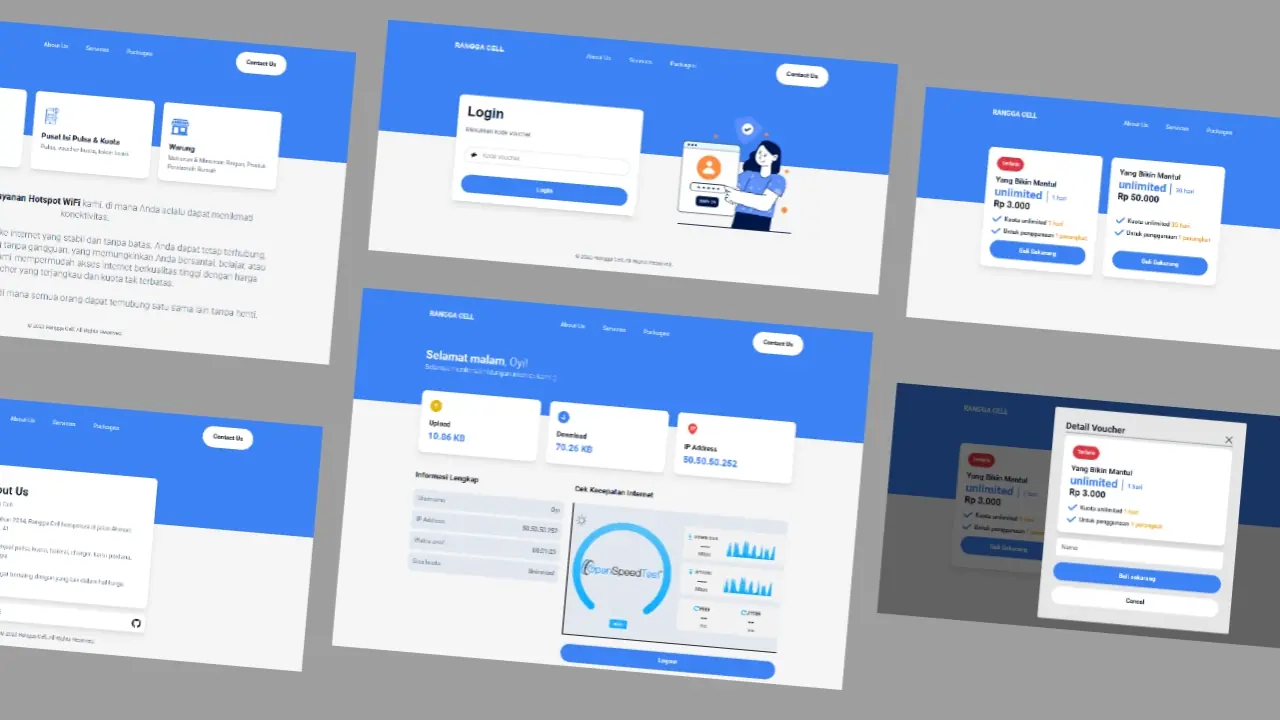 About Us
Services
Packages
Contact Us
Pusat Isi Pulsa & Kuota
Pulsa, voucher kuota, token listrik
Warung
Makanan & Minuman Ringan, Produk
Perawatan Rumah
ayanan Hotspot WiFi kami, di mana Anda selalu dapat menikmati
konektivitas.
ke internet yang stabil dan tanpa batas, Anda dapat tetap terhubung
tanpa gangguan, yang memungkinkan Anda bersantai, belajar, atau
ami mempermudah akses internet berkualitas tinggi dengan harga
cher yang terjangkau dan kuota tak terbatas.
di mana semua orang dapat terhubung satu sama lain tanpa henti.
© 2023 Rangga Cell. All Rights Reserved.
RANGGA CELL
About Us
Services
Packages
Contact Us
Login
Masukkan kode voucher
Kode voucher
Login
© 2023 Rangga Cell. All Rights Reserved.
RANGGA CELL
About Us
Services
Packages
Terlaris
Yang Bikin Mantul
unlimited | 1 hari
Rp 3.000
Kuota unlimited 1 hari
Untuk penggunaan 1 perangkat
Beli Sekarang
Yang Bikin Mantul
unlimited | 30 hari
Rp 50.000
Kuota unlimited 30 hari
Untuk penggunaan 1 perangkat
Beli Sekarang
About Us
Services
Packages
Contact Us
out Us
Cell
© 2023 Rangga Cell. All Rights Reserved.
RANGGA CELL
About Us
Services
Packages
Contact Us
Selamat malam, Oyi!
Upload
10.86 KB
Download
70.26 KB
IP Address
50.50.50.252
Informasi Lengkap
Username
Oyi
IP Address
50.50.50.252
Unlimited
Cek Kecepatan Internet
OpenSpeedTest
Logout
RANGGA CELL
Terlaris
Yang Bikin Mantul
unlimited | 1 hari
Rp 3.000
Kuota unlimited 1 hari
Untuk penggunaan
Beli Sekarang
Detail Voucher
Terlaris
Yang Bikin Mantul
unlimited | 1 hari
Rp 3.000
Kuota unlimited 1 hari
Untuk penggunaan 1 perangkat
Name
Beli sekarang
Cancel